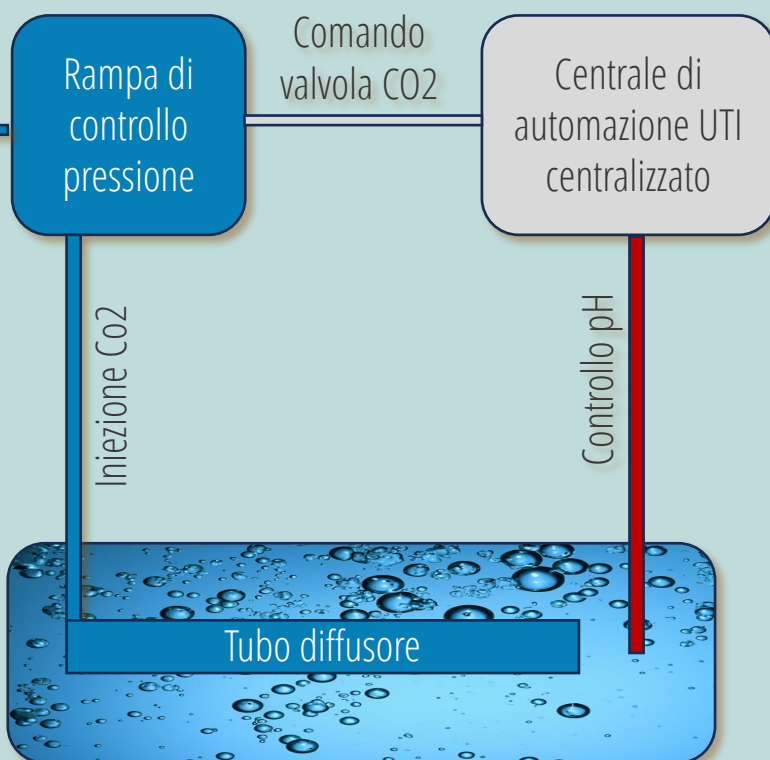 Rampa di
controllo
pressione
Comando
valvola CO2
Centrale di
automazione UTI
centralizzato
Iniezione Co2
Controllo pH
Tubo diffusore